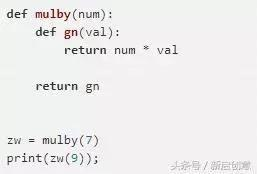 def mulby(num):
    def gn(val):
        return num * val

    return gn

zw = mulby(7)
print(zw(9));
头条号 / 新屋创意